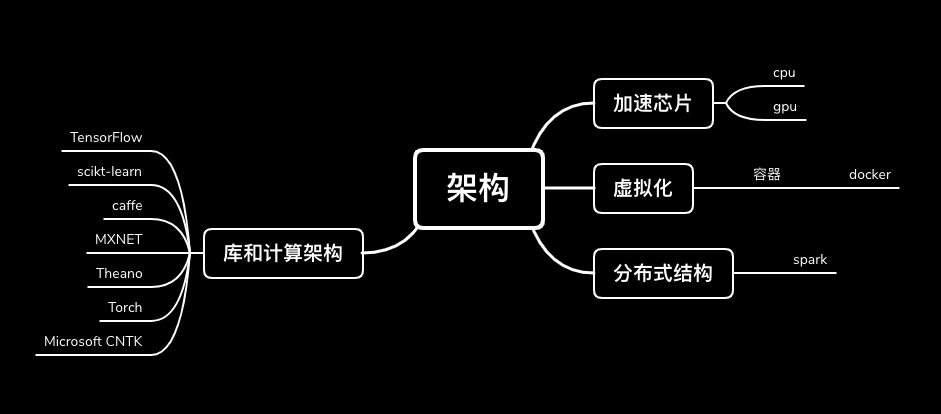 架构
加速芯片
cpu
gpu
虚拟化
容器
docker
分布式结构
spark
库和计算架构
TensorFlow
scikt-learn
caffe
MXNET
Theano
Torch
Microsoft CNTK